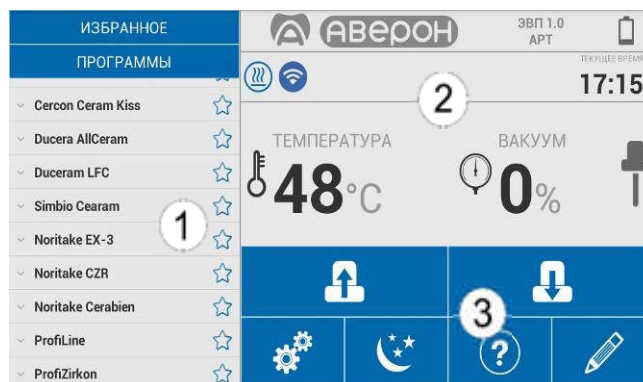 ИЗБРАННОЕ
ПРОГРАММЫ
Cercon Ceram Kiss
Ducera AllCeram
Duceram LFC
Simbio Cearam
Noritake EX-3
Noritake CZR
Noritake Cerabien
ProfiLine
ProfiZirkon
1
АВЕРОН
ЭВП 1.0
АРТ
ТЕКУЩЕЕ ВРЕМЯ
17:15
2
ТЕМПЕРАТУРА
48°C
ВАКУУМ
0%
3
?